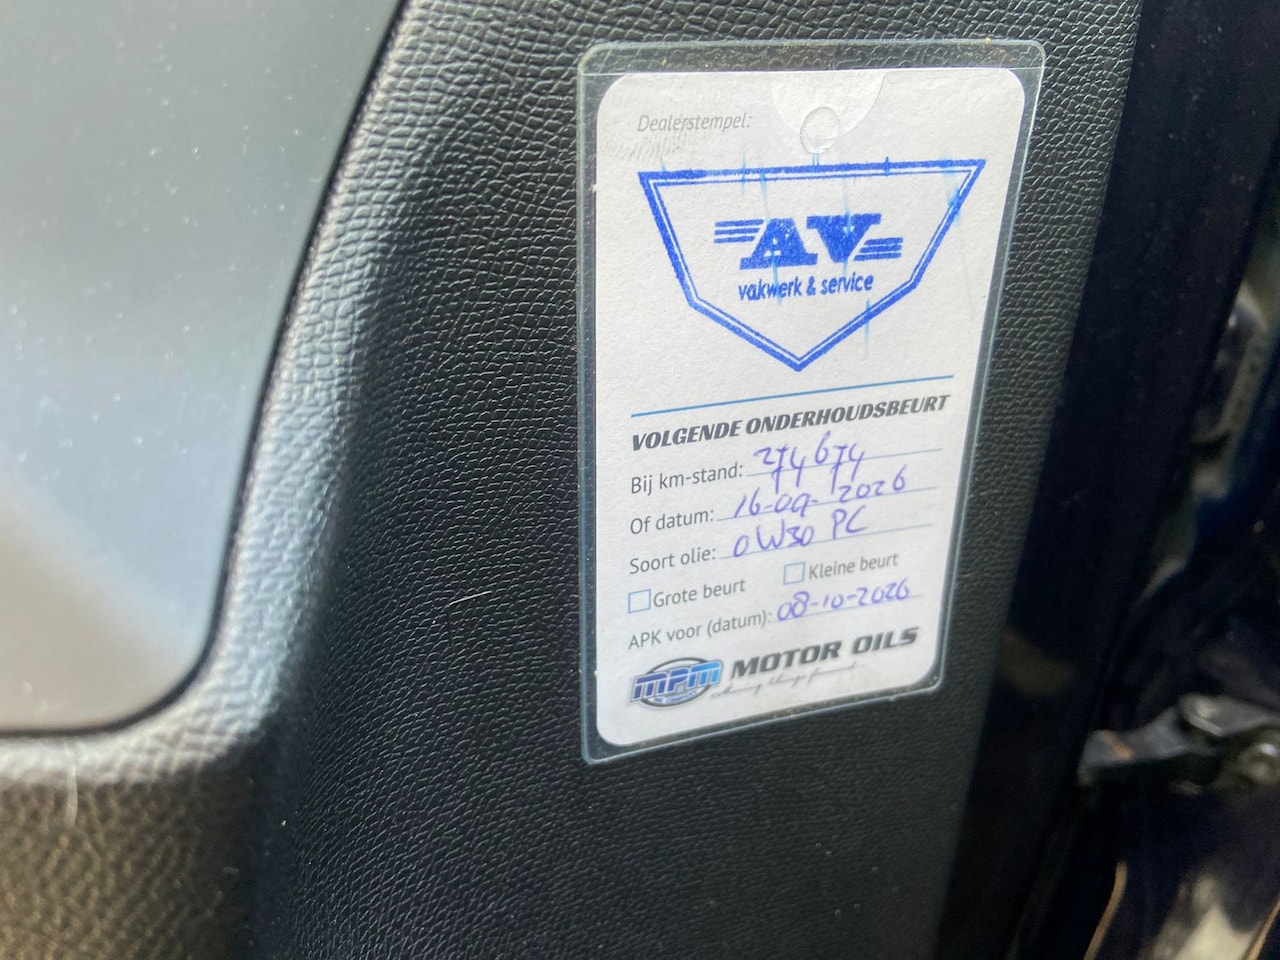 Dealerstempel:
AV
vakwerk & service
VOLGENDE ONDERHOUDSBEURT
Bij km-stand: 274674
Of datum: 16-09-2026
Soort olie: 0W30 PC
Grote beurt Kleine beurt
APK voor (datum): 08-10-2026
MPM MOTOR OILS